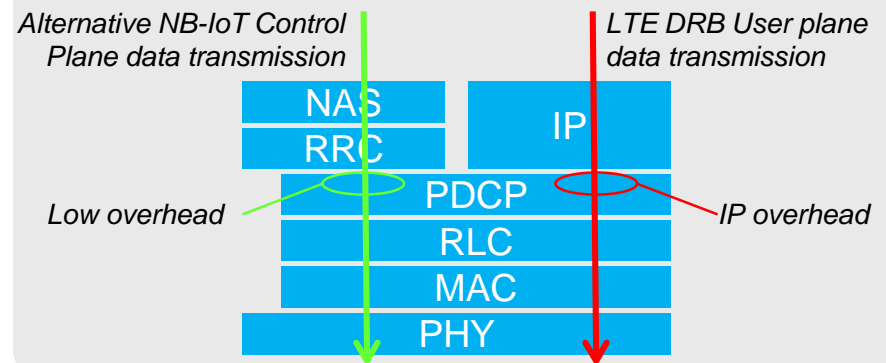 Alternative NB-IoT Control
Plane data transmission
LTE DRB User plane
data transmission
NAS
RRC
IP
Low overhead
PDCP
IP overhead
RLC
MAC
PHY